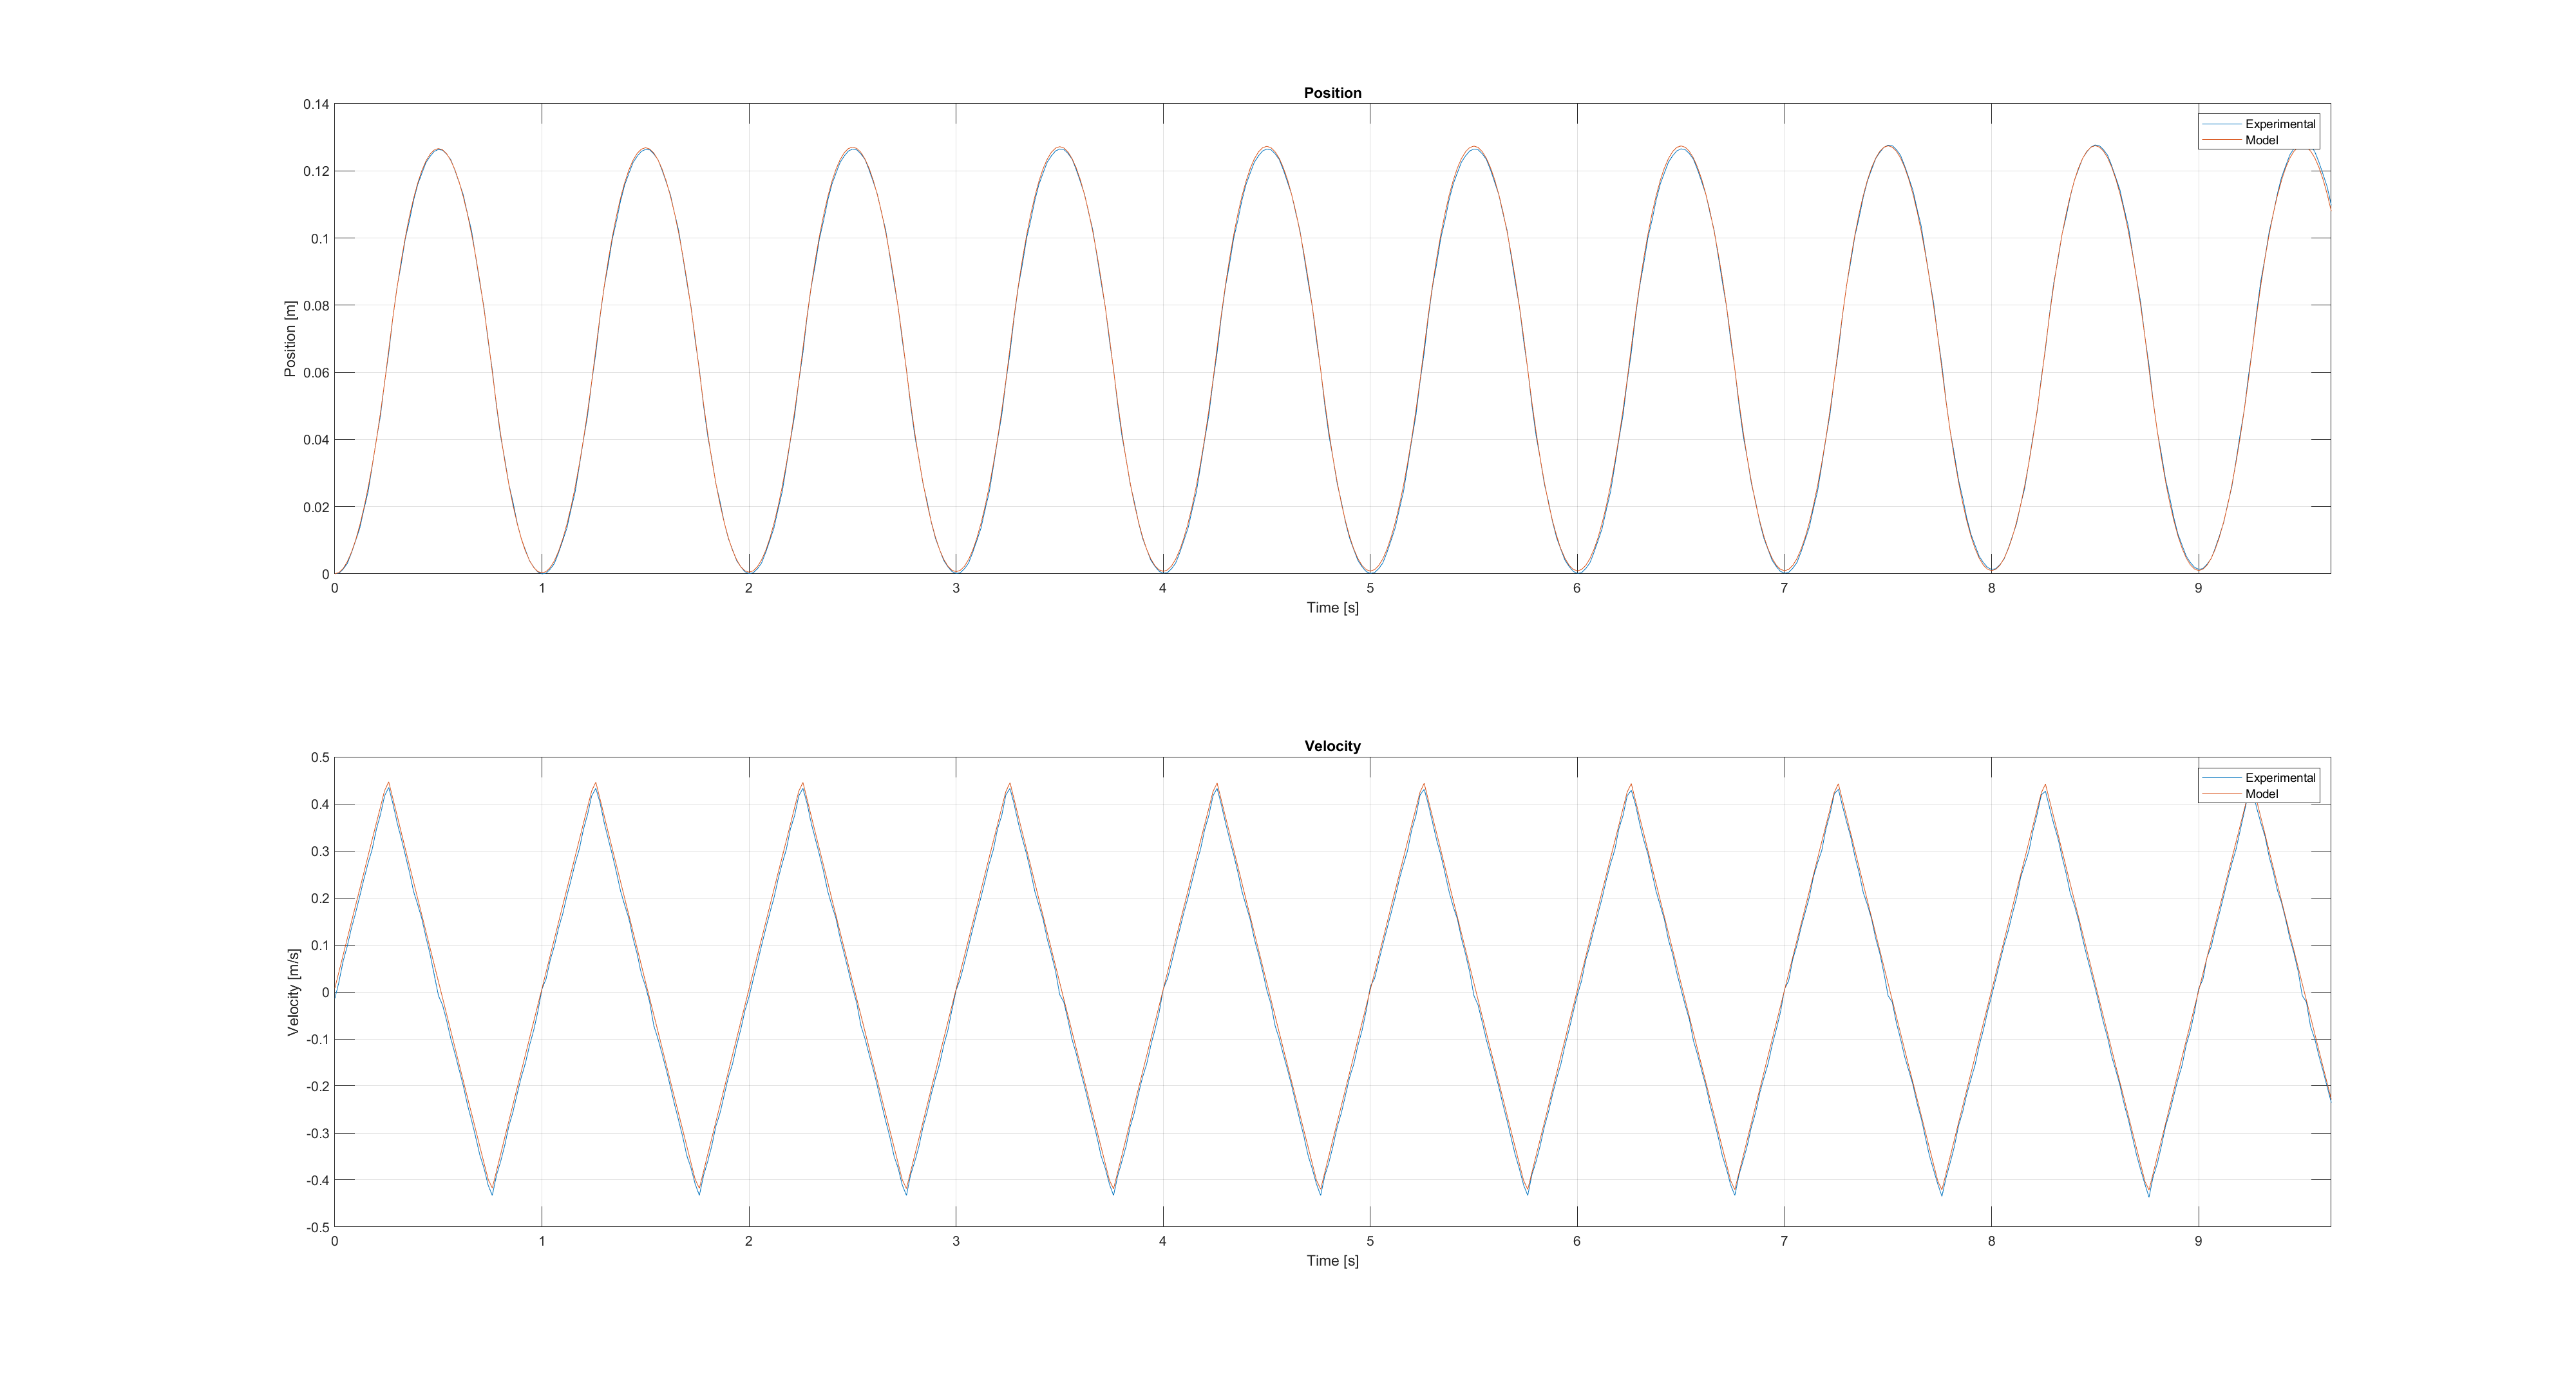 Position
0.14
0.12
0.1
0.08
0.06
0.04
0.02
0
Position [m]
Experimental
Model
0 1 2 3 4 5 6 7 8 9
Time [s]
Velocity
0.5
0.4
0.3
0.2
0.1
0
-0.1
-0.2
-0.3
-0.4
-0.5
Velocity [m/s]
Experimental
Model
0 1 2 3 4 5 6 7 8 9
Time [s]